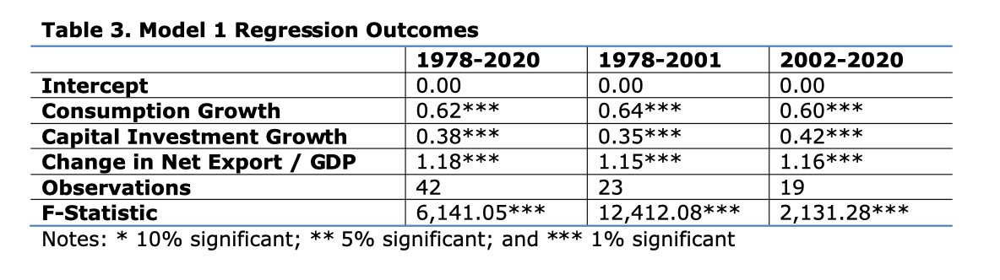 Table 3. Model 1 Regression Outcomes
1978-2020 1978-2001 2002-2020
Intercept 0.00 0.00 0.00
Consumption Growth 0.62*** 0.64*** 0.60***
Capital Investment Growth 0.38*** 0.35*** 0.42***
Change in Net Export / GDP 1.18*** 1.15*** 1.16***
Observations 42 23 19
F-Statistic 6,141.05*** 12,412.08*** 2,131.28***
Notes: * 10% significant; ** 5% significant; and *** 1% significant